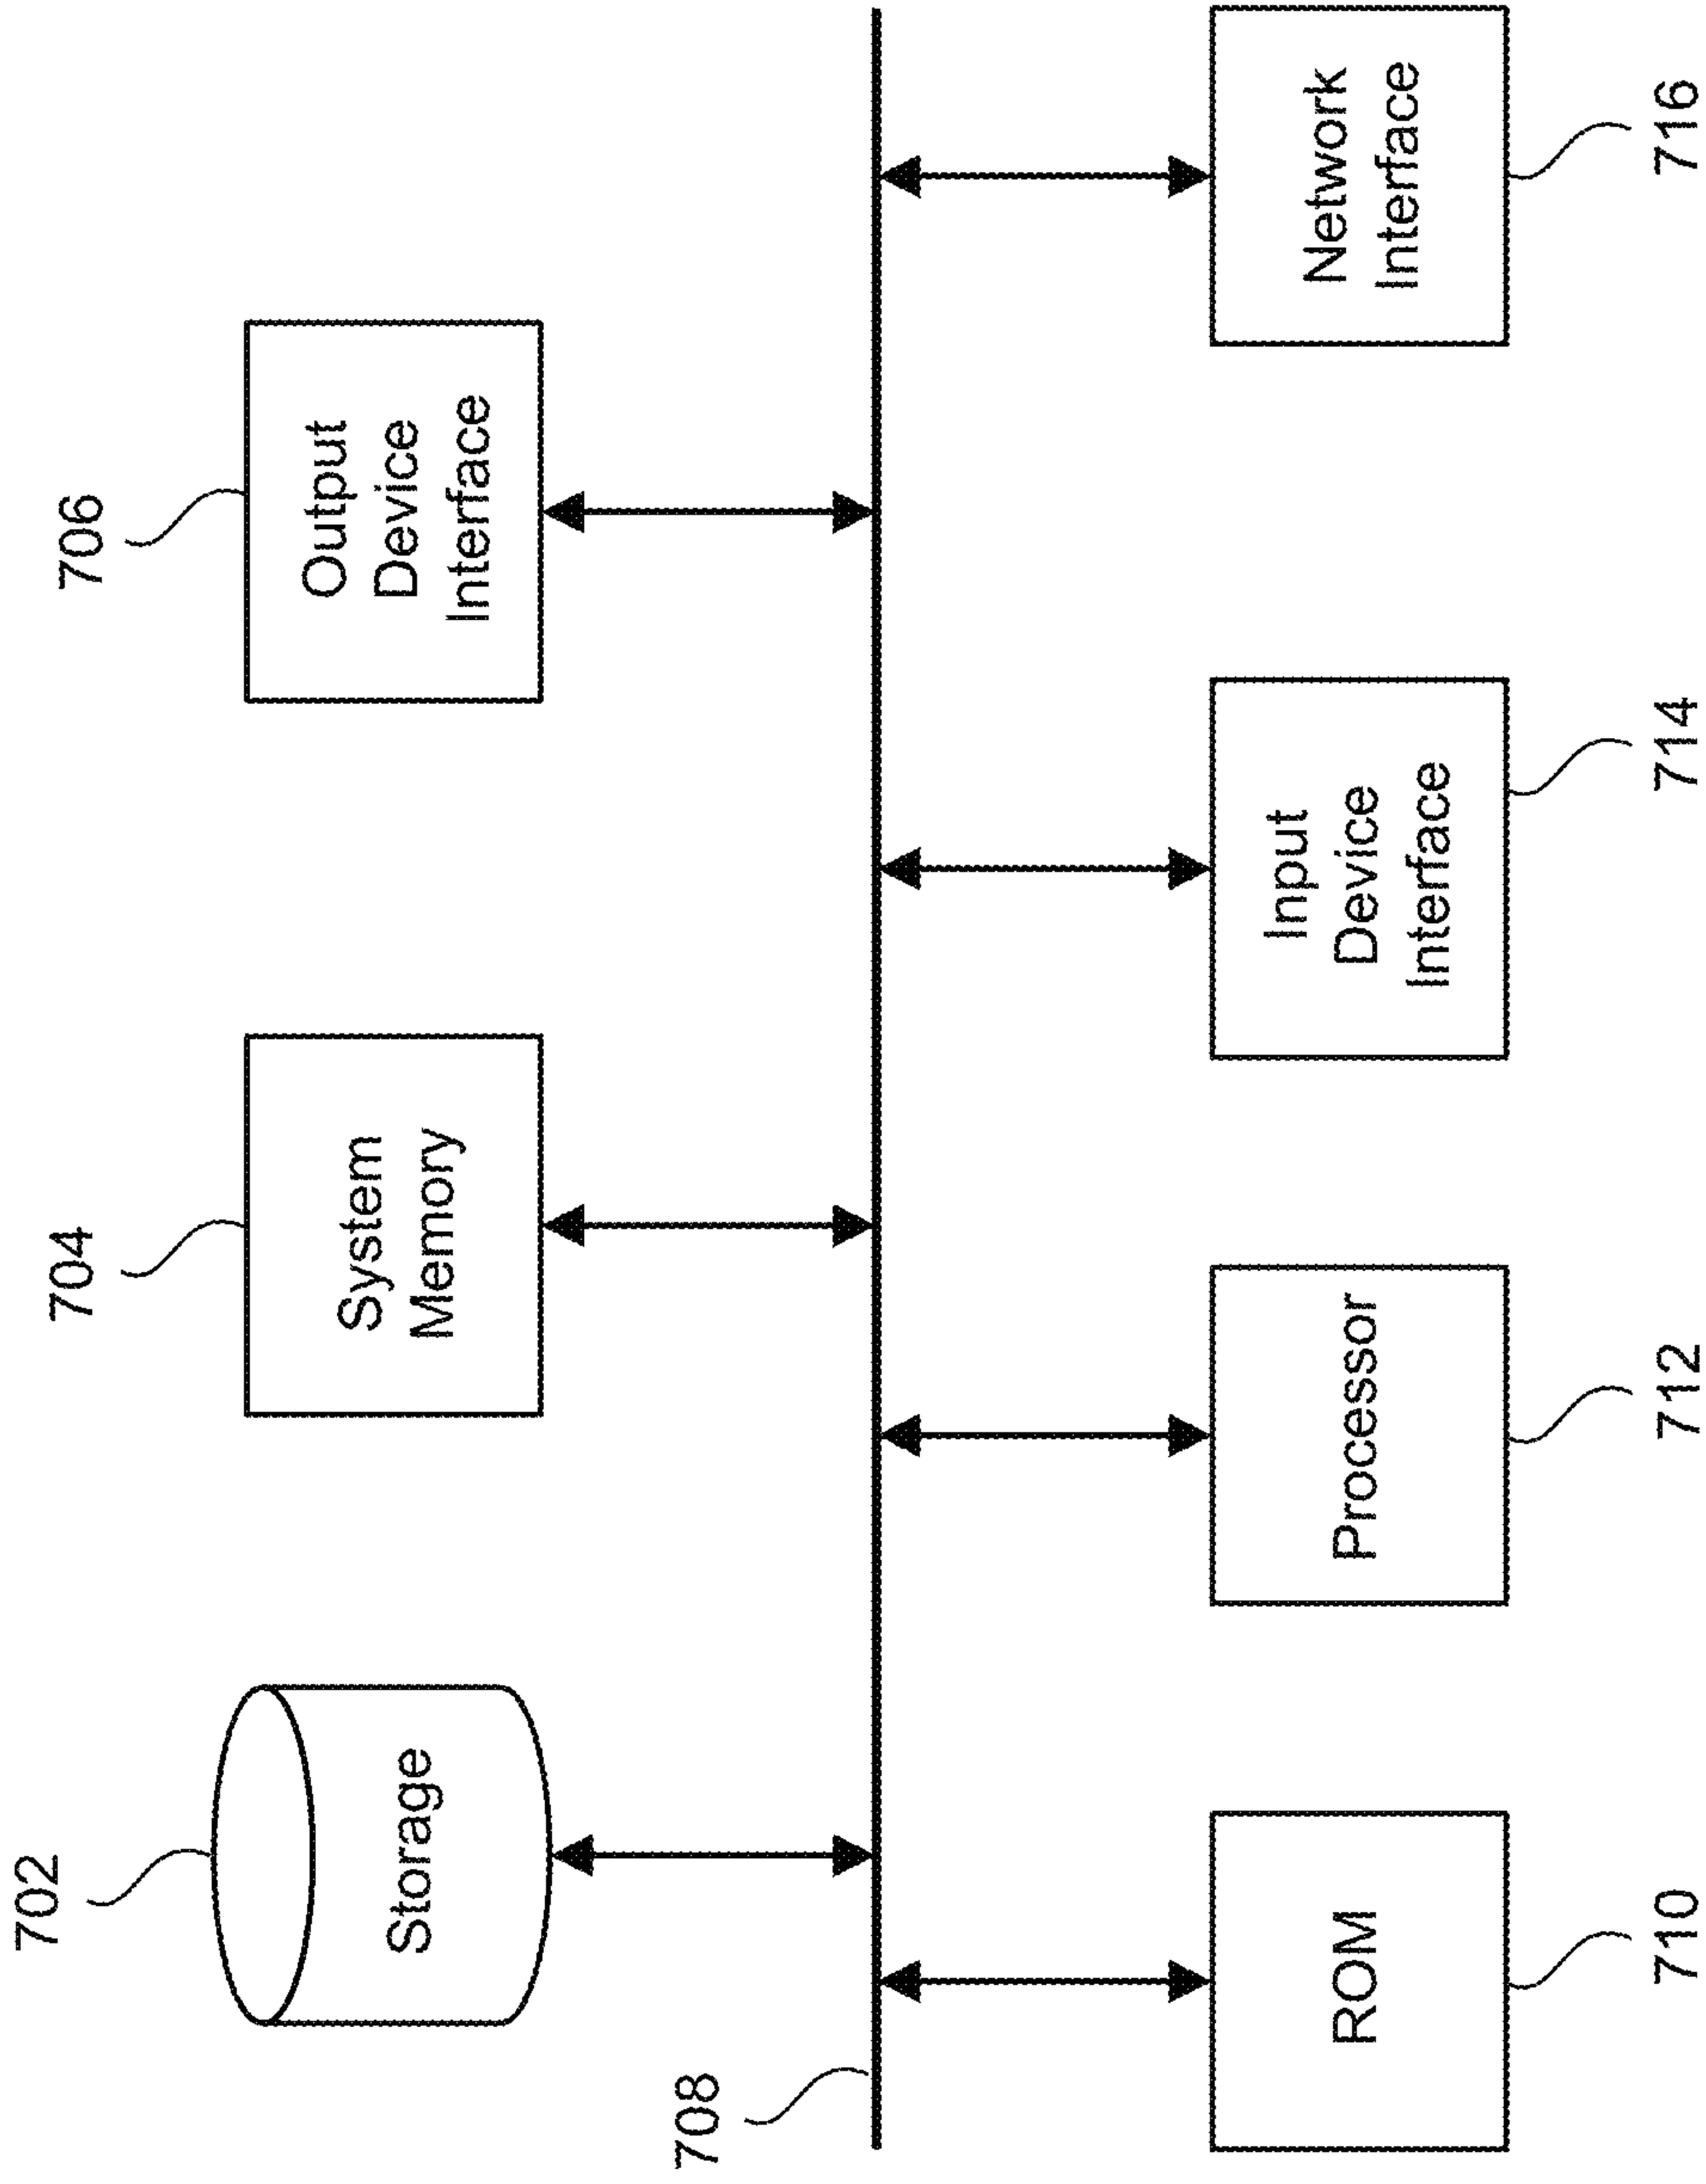 702
704
706
Storage
System
Memory
Output
Device
Interface
708
ROM
Processor
Input
Device
Interface
Network
Interface
710
712
714
716